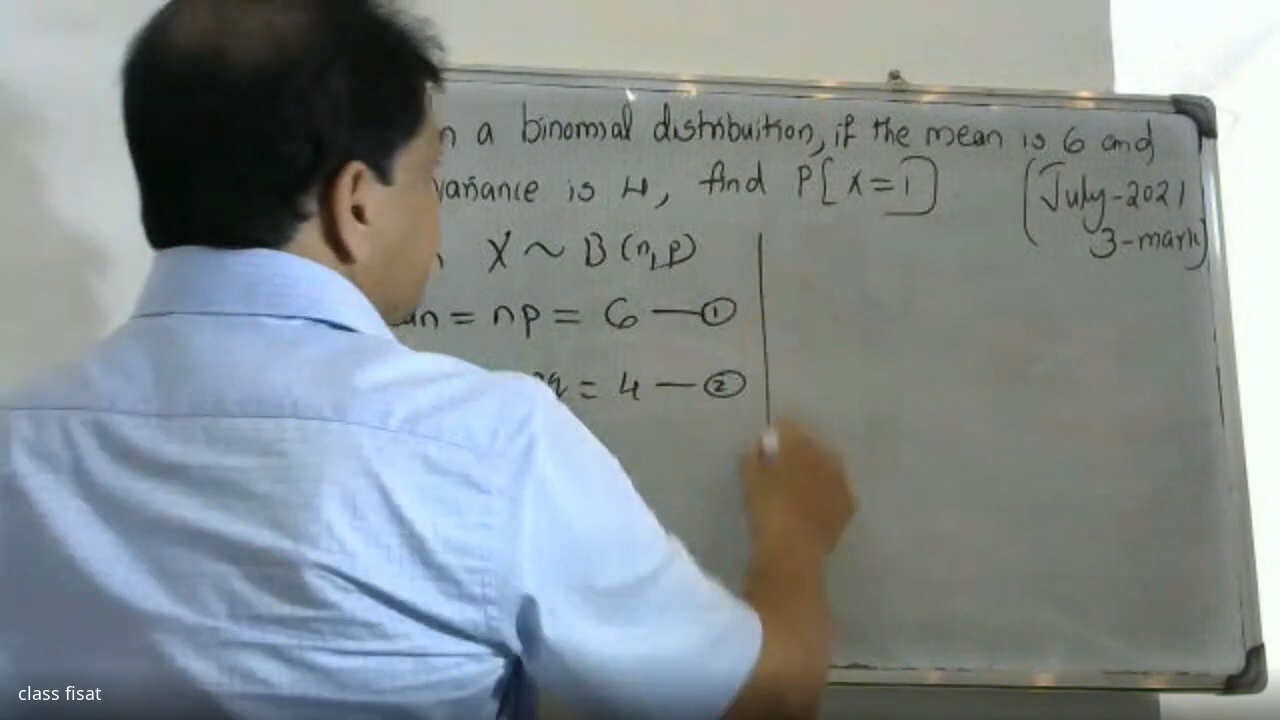 a binomial distribuition, if the mean is 6 and
variance is 4, find P[X=1] (July-2021
3-mark)
X ~ B(n,p)
= np = 6 — ①
= 4 — ②
class fisat